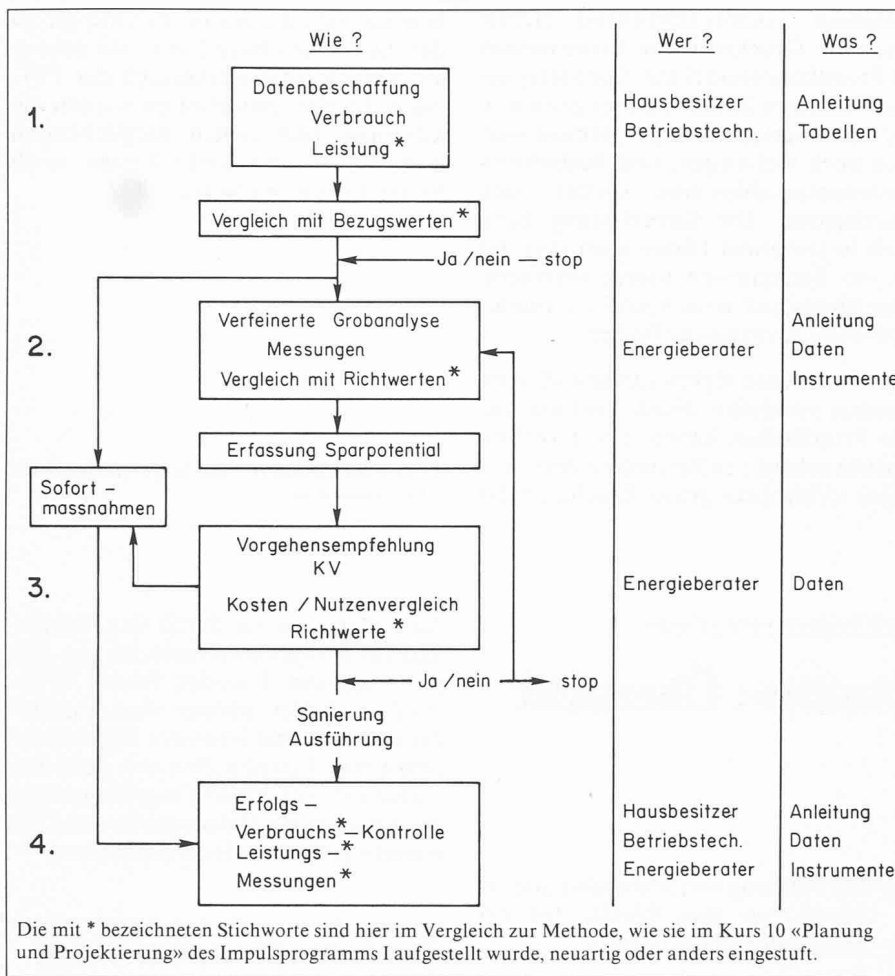 Wie ?
Wer ?
Was ?
1.
Datenbeschaffung
Verbrauch
Leistung*
Hausbesitzer
Anleitung
Betriebstechn.
Tabellen
Vergleich mit Bezugswerten*
Ja / nein — stop
2.
Verfeinerte Grobanalyse
Messungen
Vergleich mit Richtwerten*
Energieberater
Anleitung
Daten
Instrumente
Erfassung Sparpotential
Sofort –
massnahmen
3.
Vorgehensempfehlung
KV
Kosten / Nutzenvergleich
Richtwerte*
Energieberater
Daten
Ja / nein
stop
Sanierung
Ausführung
4.
Erfolgs –
Verbrauchs*– Kontrolle
Leistungs –*
Messungen*
Hausbesitzer
Anleitung
Betriebstech.
Daten
Energieberater
Instrumente
Die mit * bezeichneten Stichworte sind hier im Vergleich zur Methode, wie sie im Kurs 10 «Planung
und Projektierung» des Impulsprogramms I aufgestellt wurde, neuartig oder anders eingestuft.